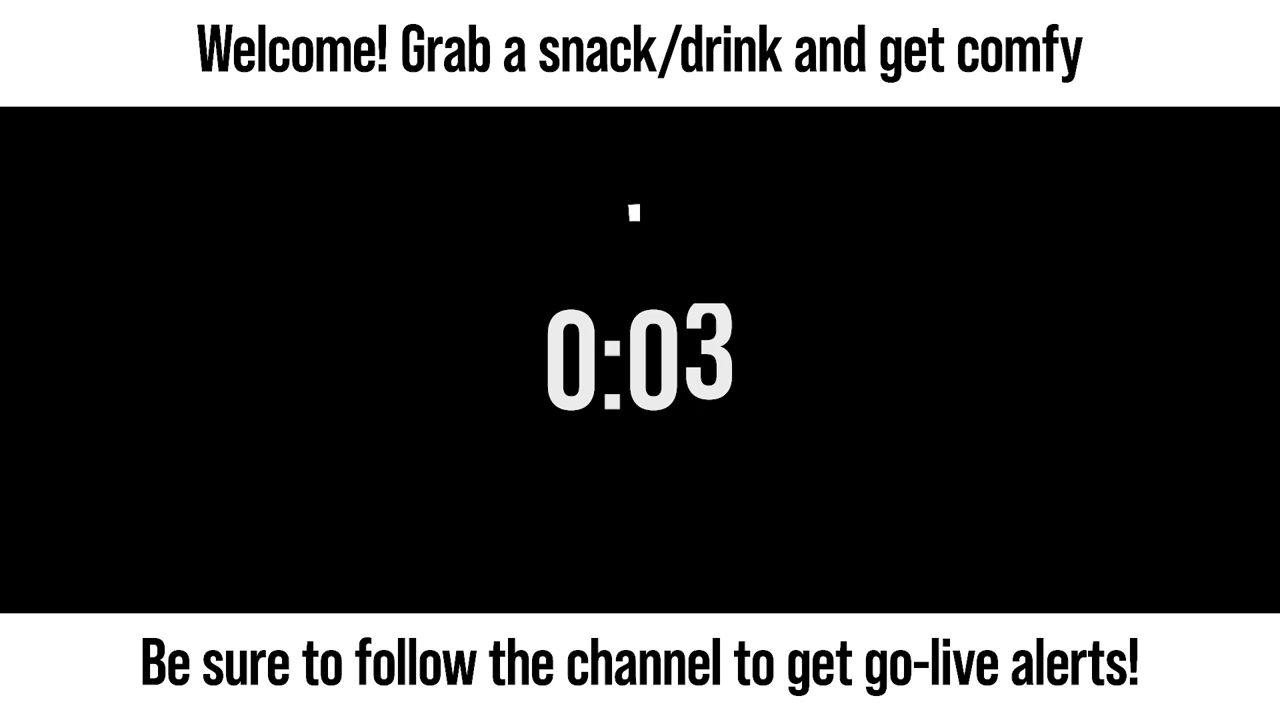 Welcome! Grab a snack/drink and get comfy
0:03
Be sure to follow the channel to get go-live alerts!